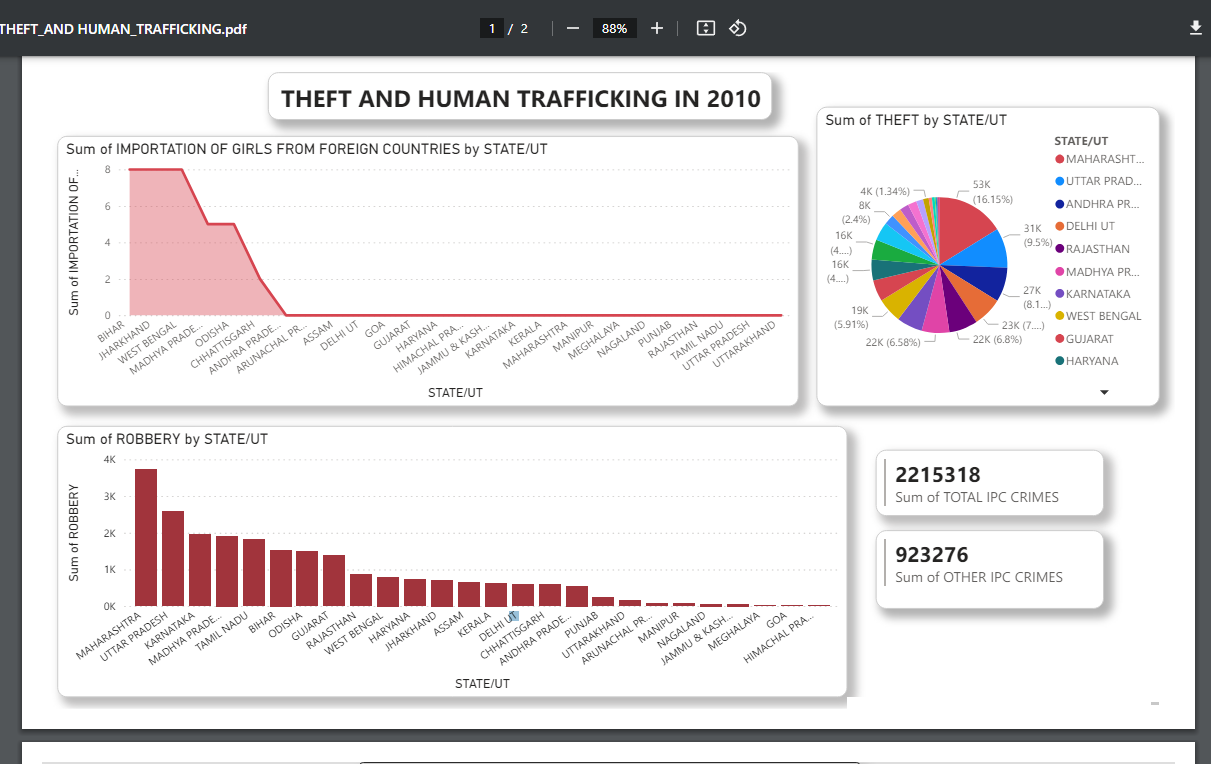 THEFT_AND HUMAN_TRAFFICKING.pdf
1 / 2
88%
THEFT AND HUMAN TRAFFICKING IN 2010
Sum of IMPORTATION OF GIRLS FROM FOREIGN COUNTRIES by STATE/UT
Sum of IMPORTATION OF...
8
6
4
2
0
BIHAR
JHARKHAND
WEST BENGAL
MADHYA PRADE...
ODISHA
CHHATTISGARH
ANDHRA PRADE...
ARUNACHAL PR...
ASSAM
DELHI UT
GOA
GUJARAT
HARYANA
HIMACHAL PRA...
JAMMU & KASH...
KARNATAKA
KERALA
MAHARASHTRA
MANIPUR
MEGHALAYA
NAGALAND
PUNJAB
RAJASTHAN
TAMIL NADU
UTTAR PRADESH
UTTARAKHAND
STATE/UT
Sum of THEFT by STATE/UT
53K
(16.15%)
31K
(9.5%)
27K
(8.1...)
23K (7....)
22K (6.8%)
22K (6.58%)
19K
(5.91%)
16K
(4....)
16K
(4....)
8K
(2.4%)
4K (1.34%)
STATE/UT
MAHARASHT...
UTTAR PRAD...
ANDHRA PR...
DELHI UT
RAJASTHAN
MADHYA PR...
KARNATAKA
WEST BENGAL
GUJARAT
HARYANA
Sum of ROBBERY by STATE/UT
Sum of ROBBERY
4K
3K
2K
1K
0K
MAHARASHTRA
UTTAR PRADESH
KARNATAKA
MADHYA PRADE...
TAMIL NADU
BIHAR
ODISHA
GUJARAT
RAJASTHAN
WEST BENGAL
HARYANA
JHARKHAND
ASSAM
KERALA
DELHI UT
CHHATTISGARH
ANDHRA PRADE...
PUNJAB
UTTARAKHAND
ARUNACHAL PR...
MANIPUR
NAGALAND
JAMMU & KASH...
MEGHALAYA
GOA
HIMACHAL PRA...
STATE/UT
2215318
Sum of TOTAL IPC CRIMES
923276
Sum of OTHER IPC CRIMES